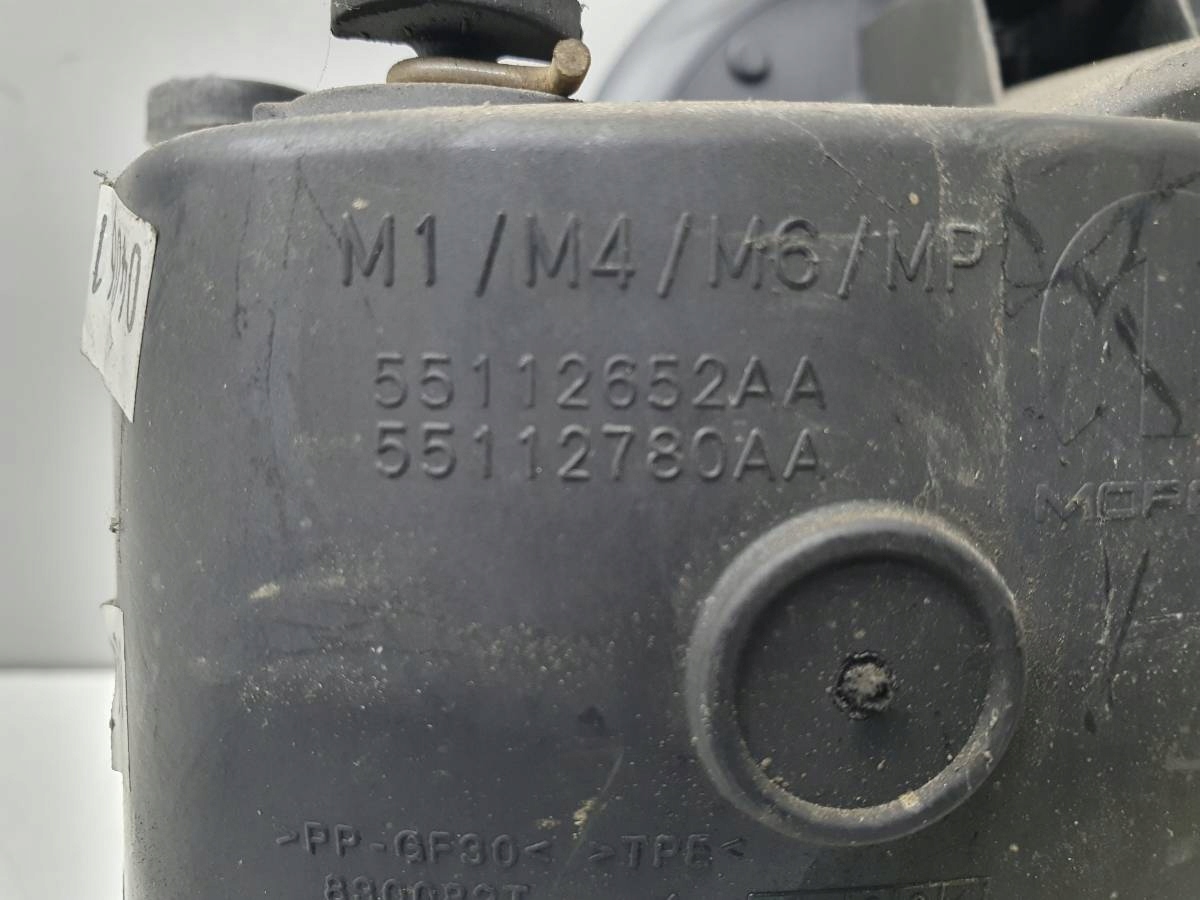 M1/M4/M6/MP
55112652AA
55112780AA
>PP-GF30< >TPE<